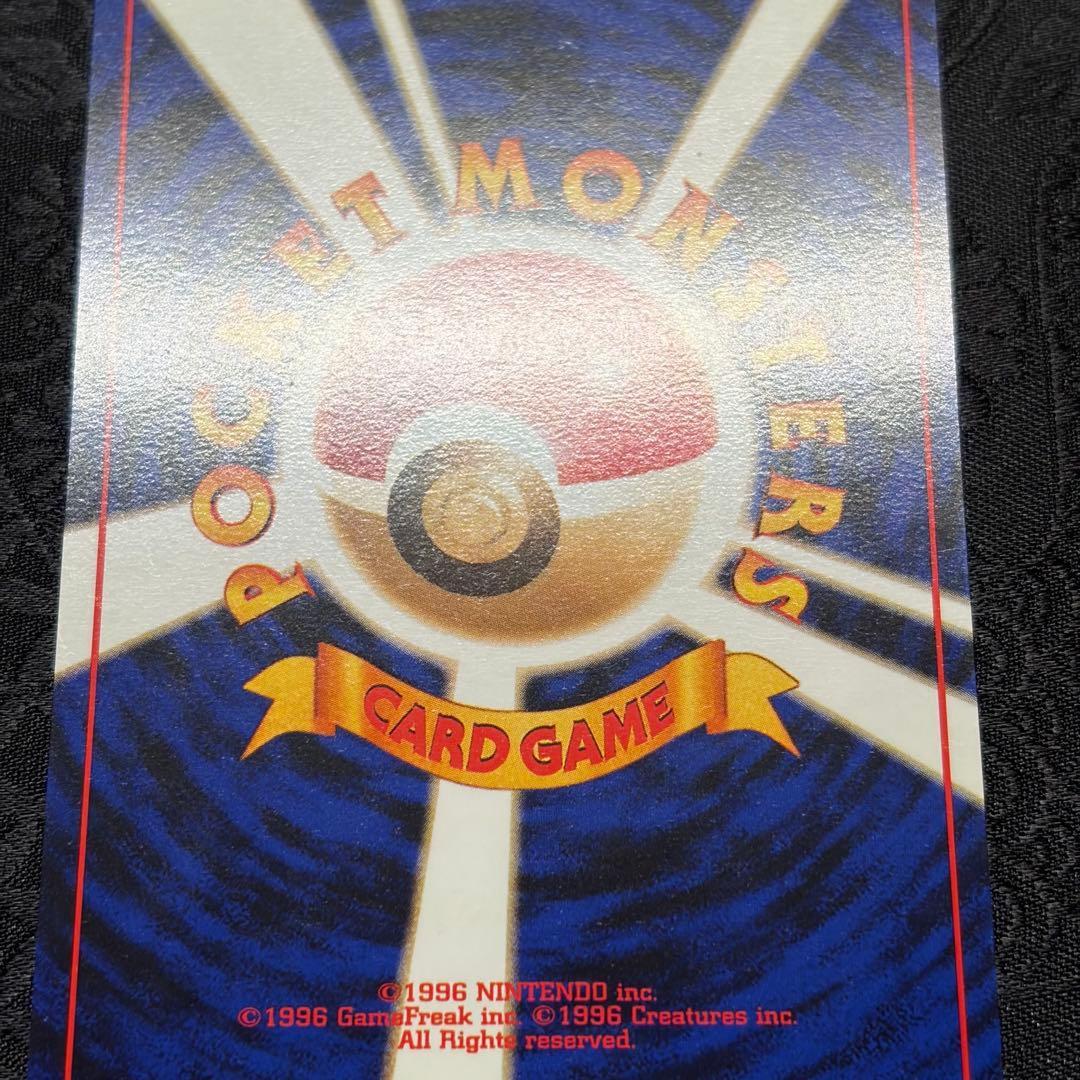 POCKET MONSTERS
CARD GAME
©1996 NINTENDO inc.
©1996 GameFreak inc. ©1996 Creatures inc.
All Rights reserved.